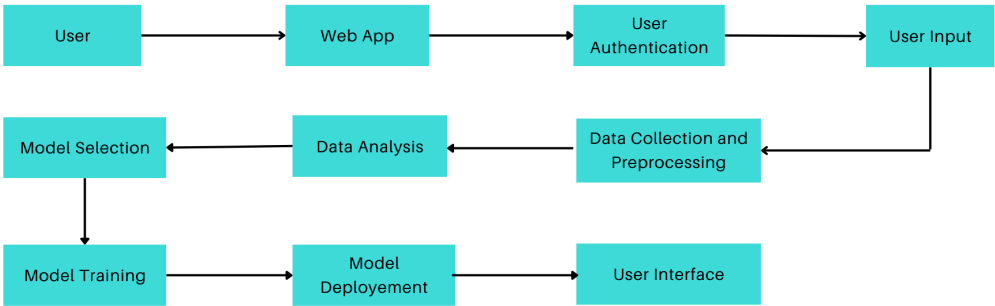 User
Web App
User
Authentication
User Input
Data Collection and
Preprocessing
Data Analysis
Model Selection
Model Training
Model
Deployement
User Interface